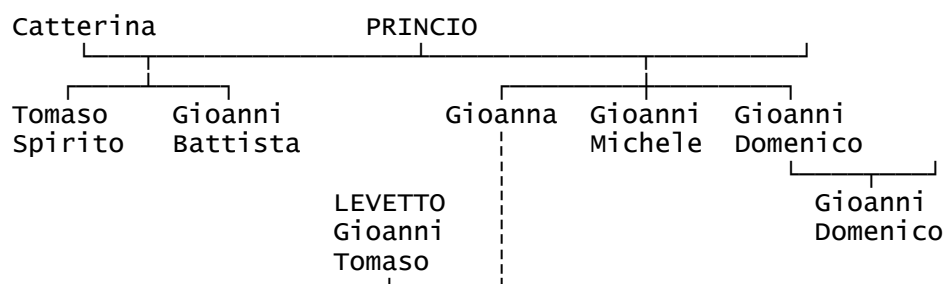 Catterina PRINCIO
Tomaso Gioanni Gioanna Gioanni Gioanni
Spirito Battista Michele Domenico
LEVETTO Gioanni
Gioanni Domenico
Tomaso